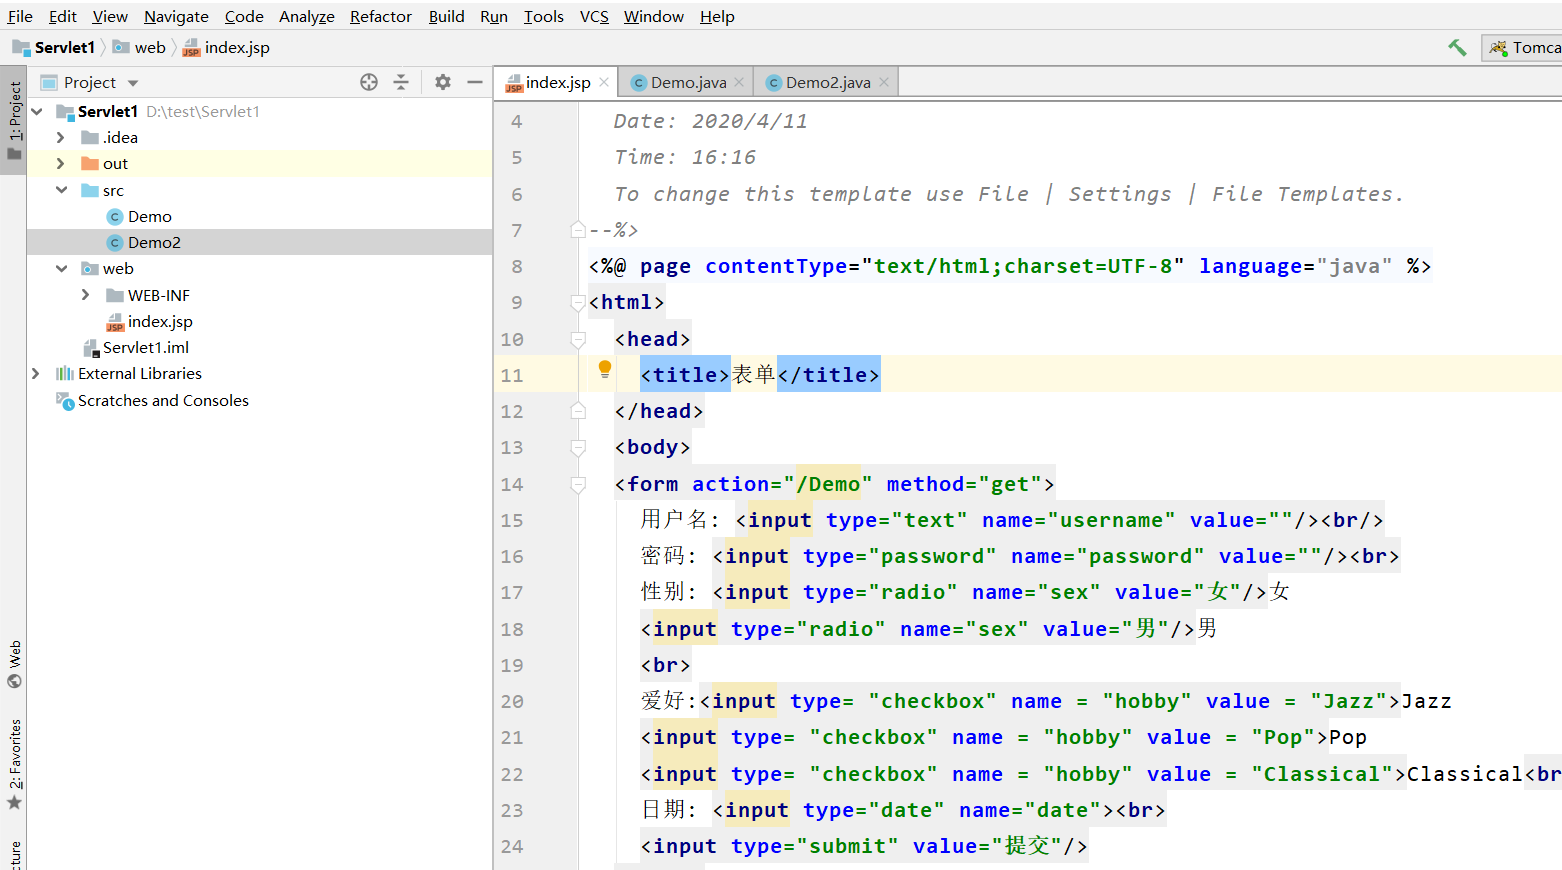 File Edit View Navigate Code Analyze Refactor Build Run Tools VCS Window Help
Servlet1 web index.jsp
Tomca
1: Project
Project
Servlet1 D:\test\Servlet1
.idea
out
src
Demo
Demo2
web
WEB-INF
index.jsp
Servlet1.iml
External Libraries
Scratches and Consoles
Web
2: Favorites
cture
index.jsp Demo.java Demo2.java
4 Date: 2020/4/11
5 Time: 16:16
6 To change this template use File | Settings | File Templates.
7 --%>
8 <%@ page contentType="text/html;charset=UTF-8" language="java" %>
9 <html>
10 <head>
11 <title>表单</title>
12 </head>
13 <body>
14 <form action="/Demo" method="get">
15 用户名: <input type="text" name="username" value=""/><br/>
16 密码: <input type="password" name="password" value=""/><br>
17 性别: <input type="radio" name="sex" value="女"/>女
18 <input type="radio" name="sex" value="男"/>男
19 <br>
20 爱好:<input type= "checkbox" name = "hobby" value = "Jazz">Jazz
21 <input type= "checkbox" name = "hobby" value = "Pop">Pop
22 <input type= "checkbox" name = "hobby" value = "Classical">Classical<br
23 日期: <input type="date" name="date"><br>
24 <input type="submit" value="提交"/>